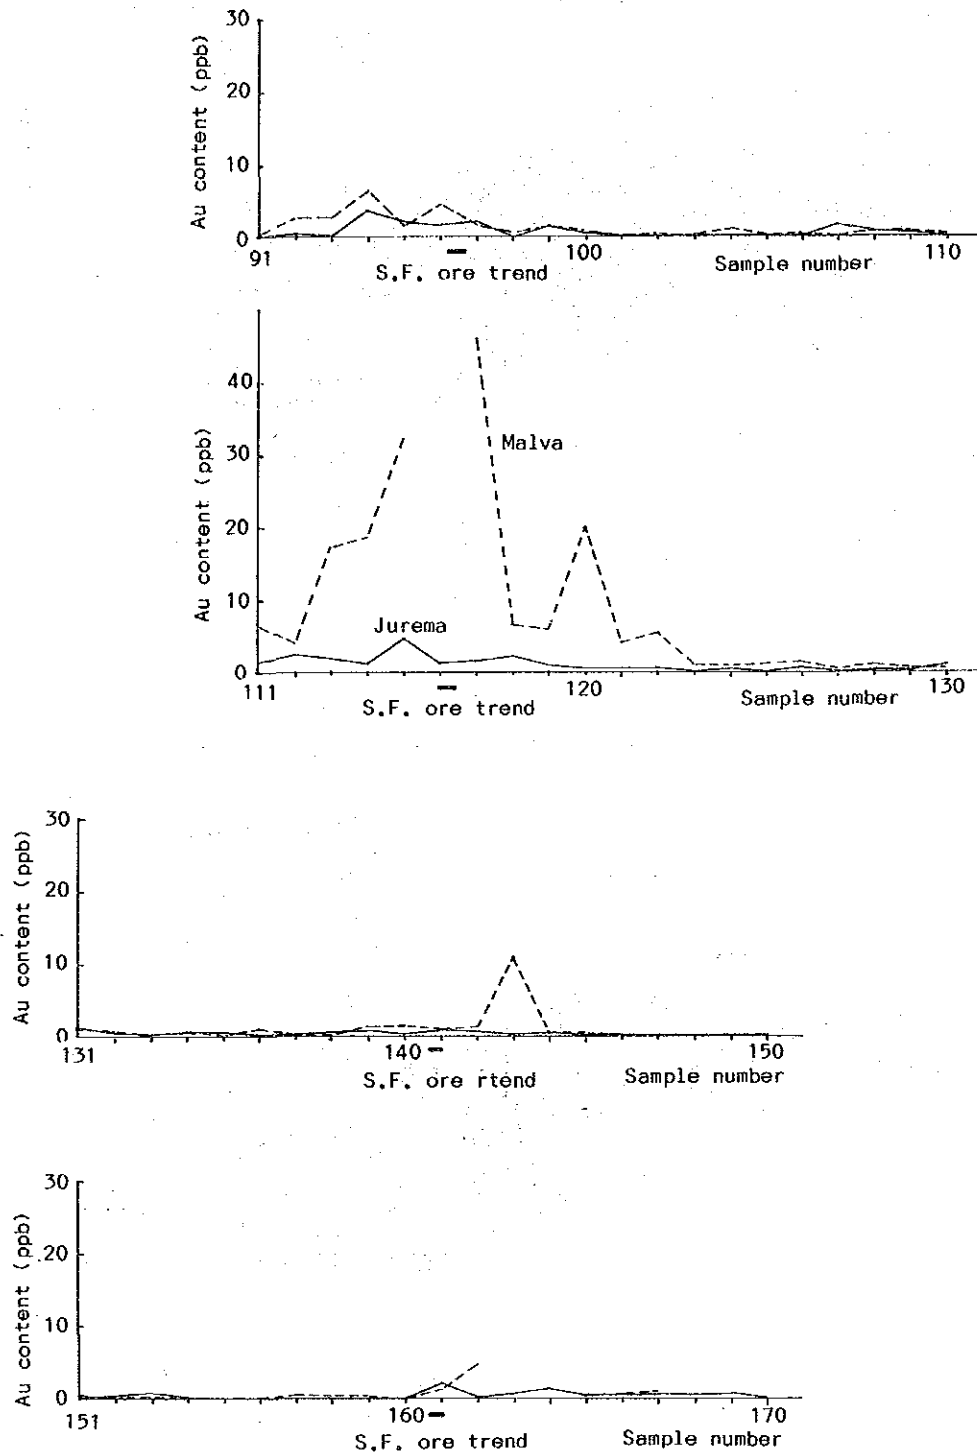 30
20
10
0
Au content (ppb)
91 100 110
S.F. ore trend Sample number
40
30
20
10
0
Au content (ppb)
Malva
Jurema
111 120 130
S.F. ore trend Sample number
30
20
10
0
Au content (ppb)
131 140 150
S.F. ore rtend Sample number
30
20
10
0
Au content (ppb)
151 160 170
S.F. ore trend Sample number